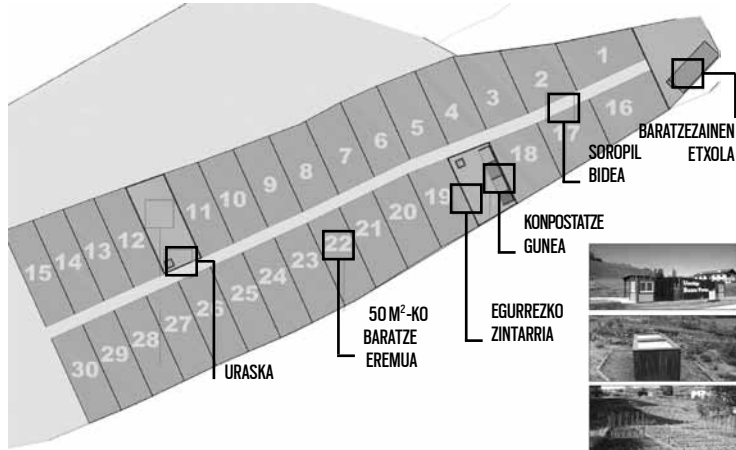 1
2
3
4
5
6
7
8
9
10
11
12
13
14
15
16
17
18
19
20
21
22
23
24
25
26
27
28
29
30
BARATZEZAINEN
ETXOLA
SOROPIL
BIDEA
KONPOSTATZE
GUNEA
EGURREZKO
ZINTARRIA
50 M²-KO
BARATZE
EREMUA
URASKA